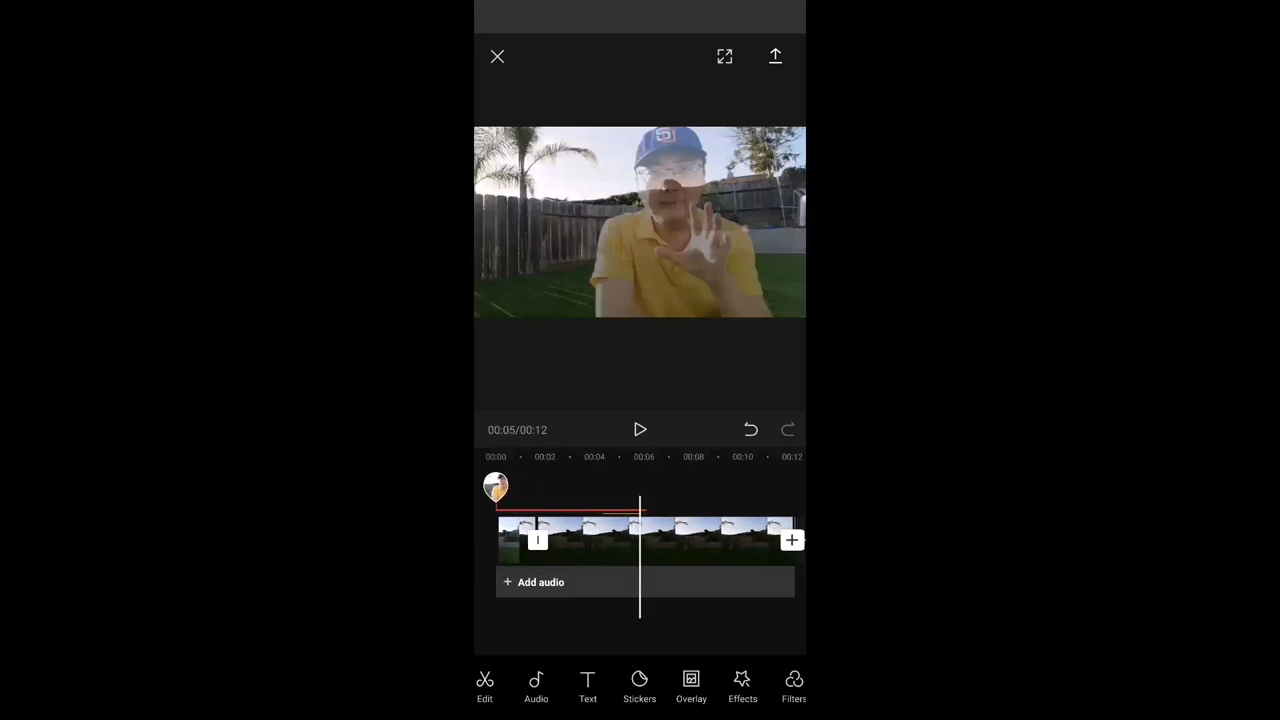 00:05/00:12
00:00 00:02 00:04 00:06 00:08 00:10 00:12
+ Add audio
Edit Audio Text Stickers Overlay Effects Filters